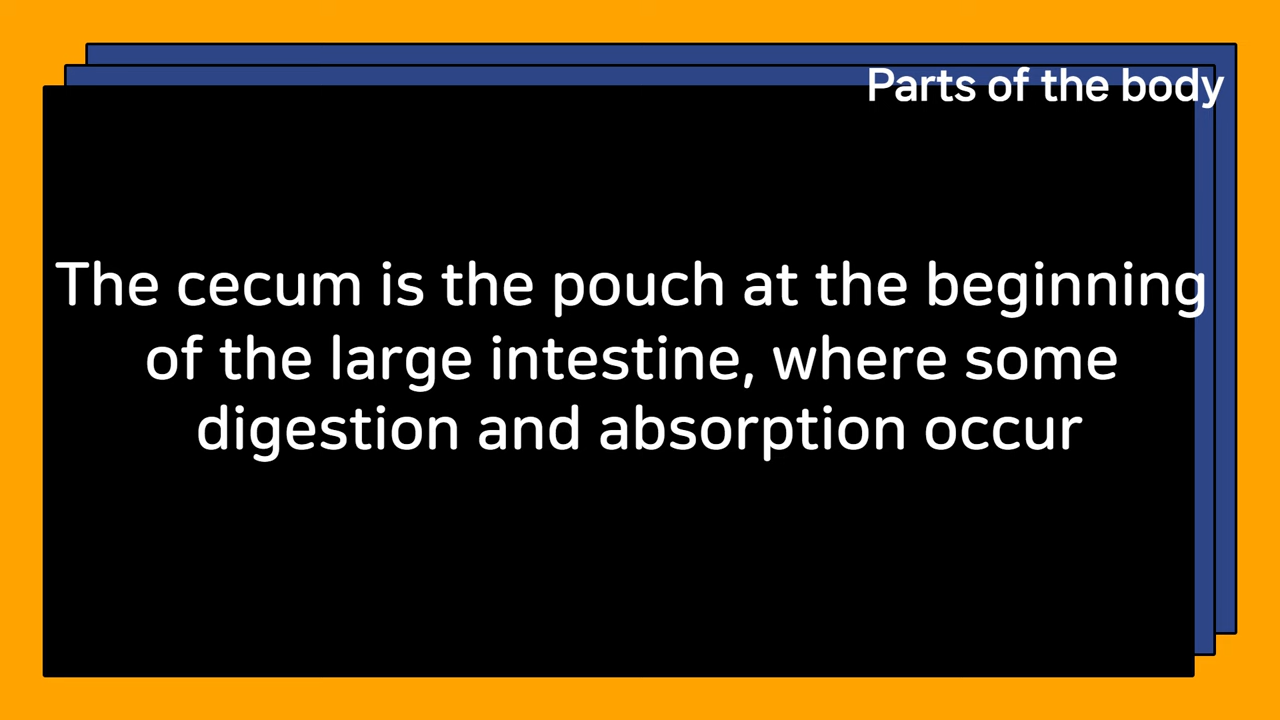 Parts of the body
The cecum is the pouch at the beginning
of the large intestine, where some
digestion and absorption occur